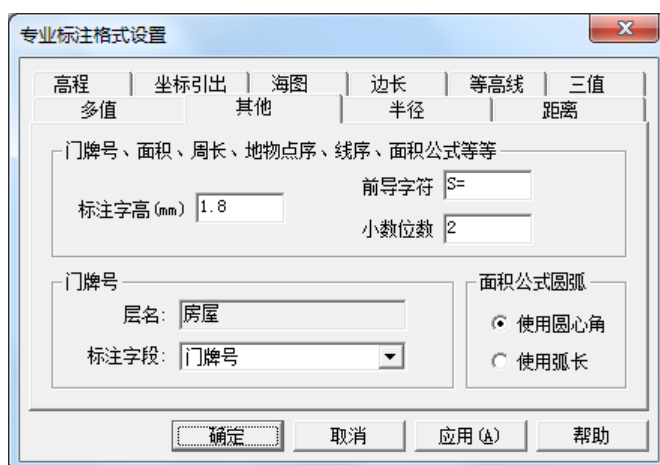 专业标注格式设置
高程 坐标引出 海图 边长 等高线 三值
多值 其他 半径 距离
门牌号、面积、周长、地物点序、线序、面积公式等等
前导字符 S=
标注字高(mm) 1.8
小数位数 2
门牌号
层名: 房屋
标注字段: 门牌号
面积公式圆弧
使用圆心角
使用弧长
确定 取消 应用(A) 帮助